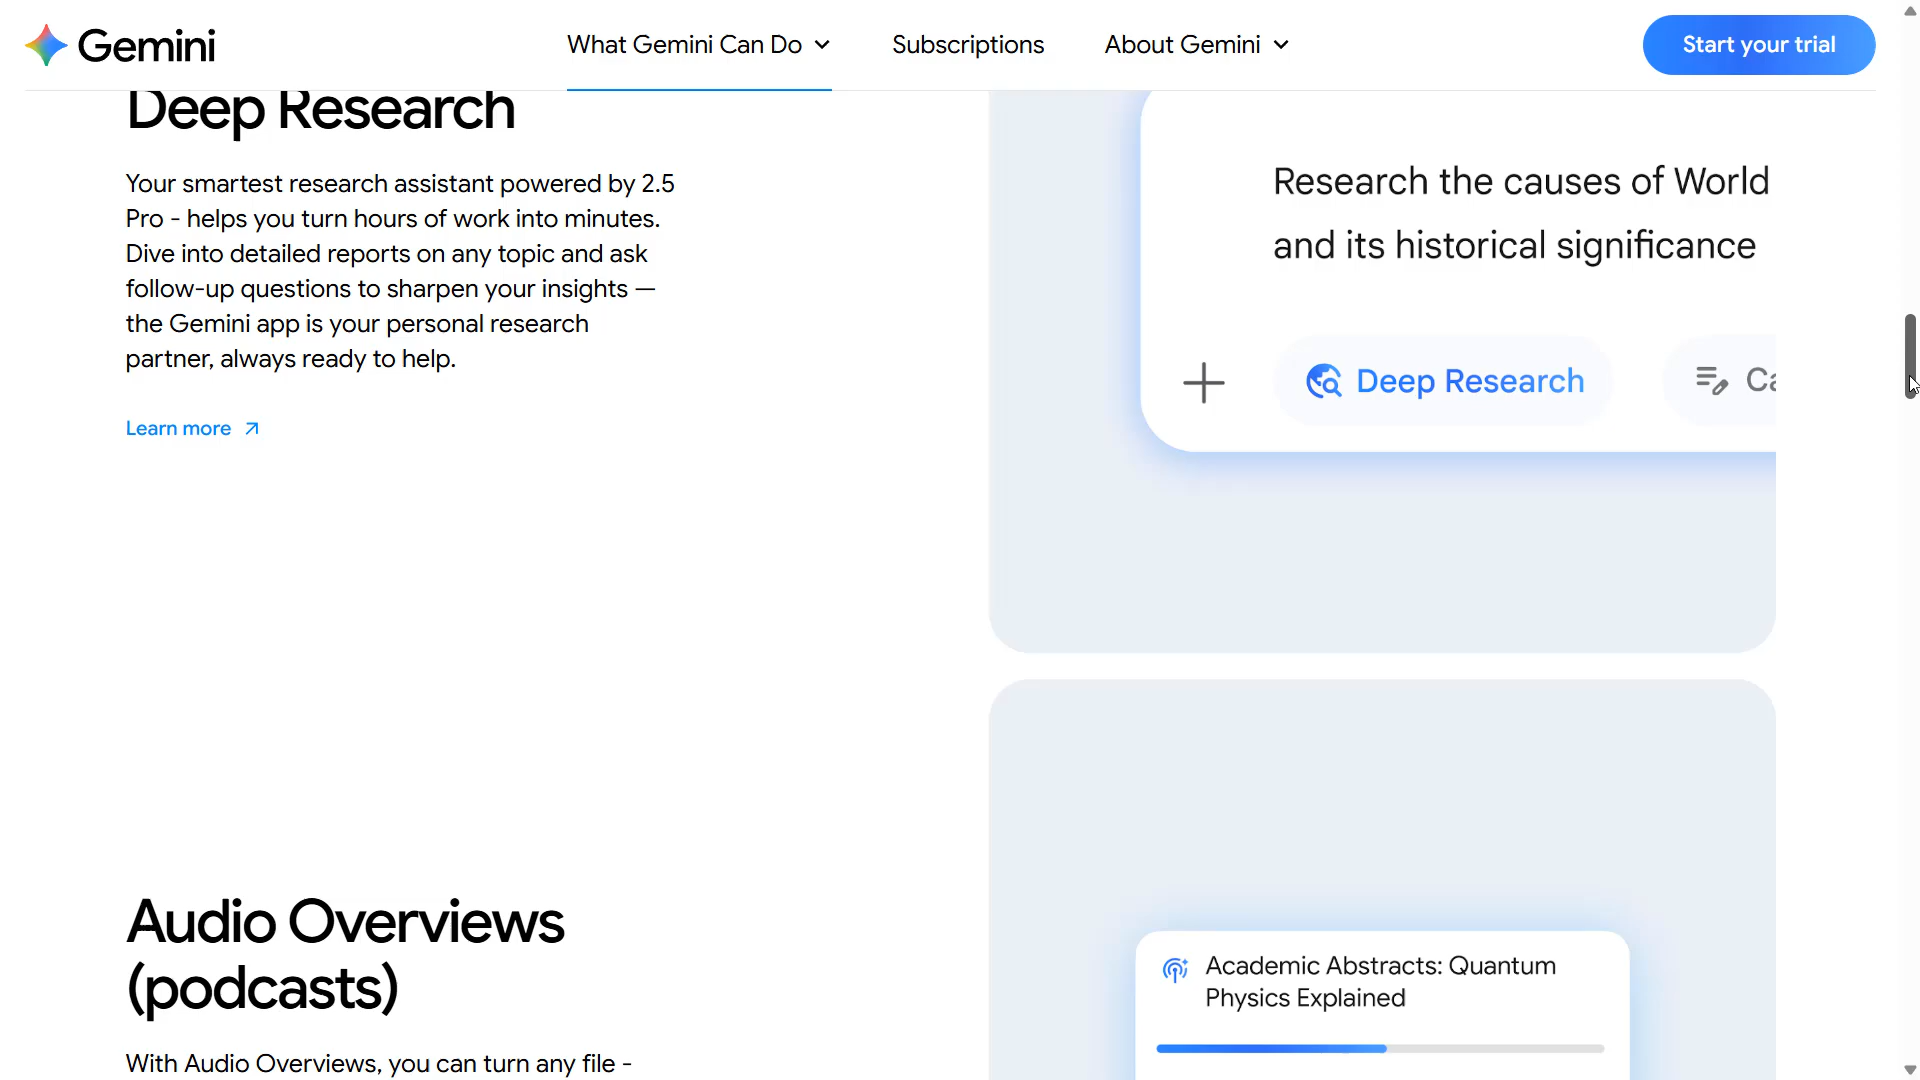 Gemini
What Gemini Can Do
Subscriptions
About Gemini
Start your trial
Deep Research
Your smartest research assistant powered by 2.5
Pro - helps you turn hours of work into minutes.
Dive into detailed reports on any topic and ask
follow-up questions to sharpen your insights —
the Gemini app is your personal research
partner, always ready to help.
Learn more
Research the causes of World
and its historical significance
Deep Research
Ca
Audio Overviews
(podcasts)
With Audio Overviews, you can turn any file -
Academic Abstracts: Quantum
Physics Explained